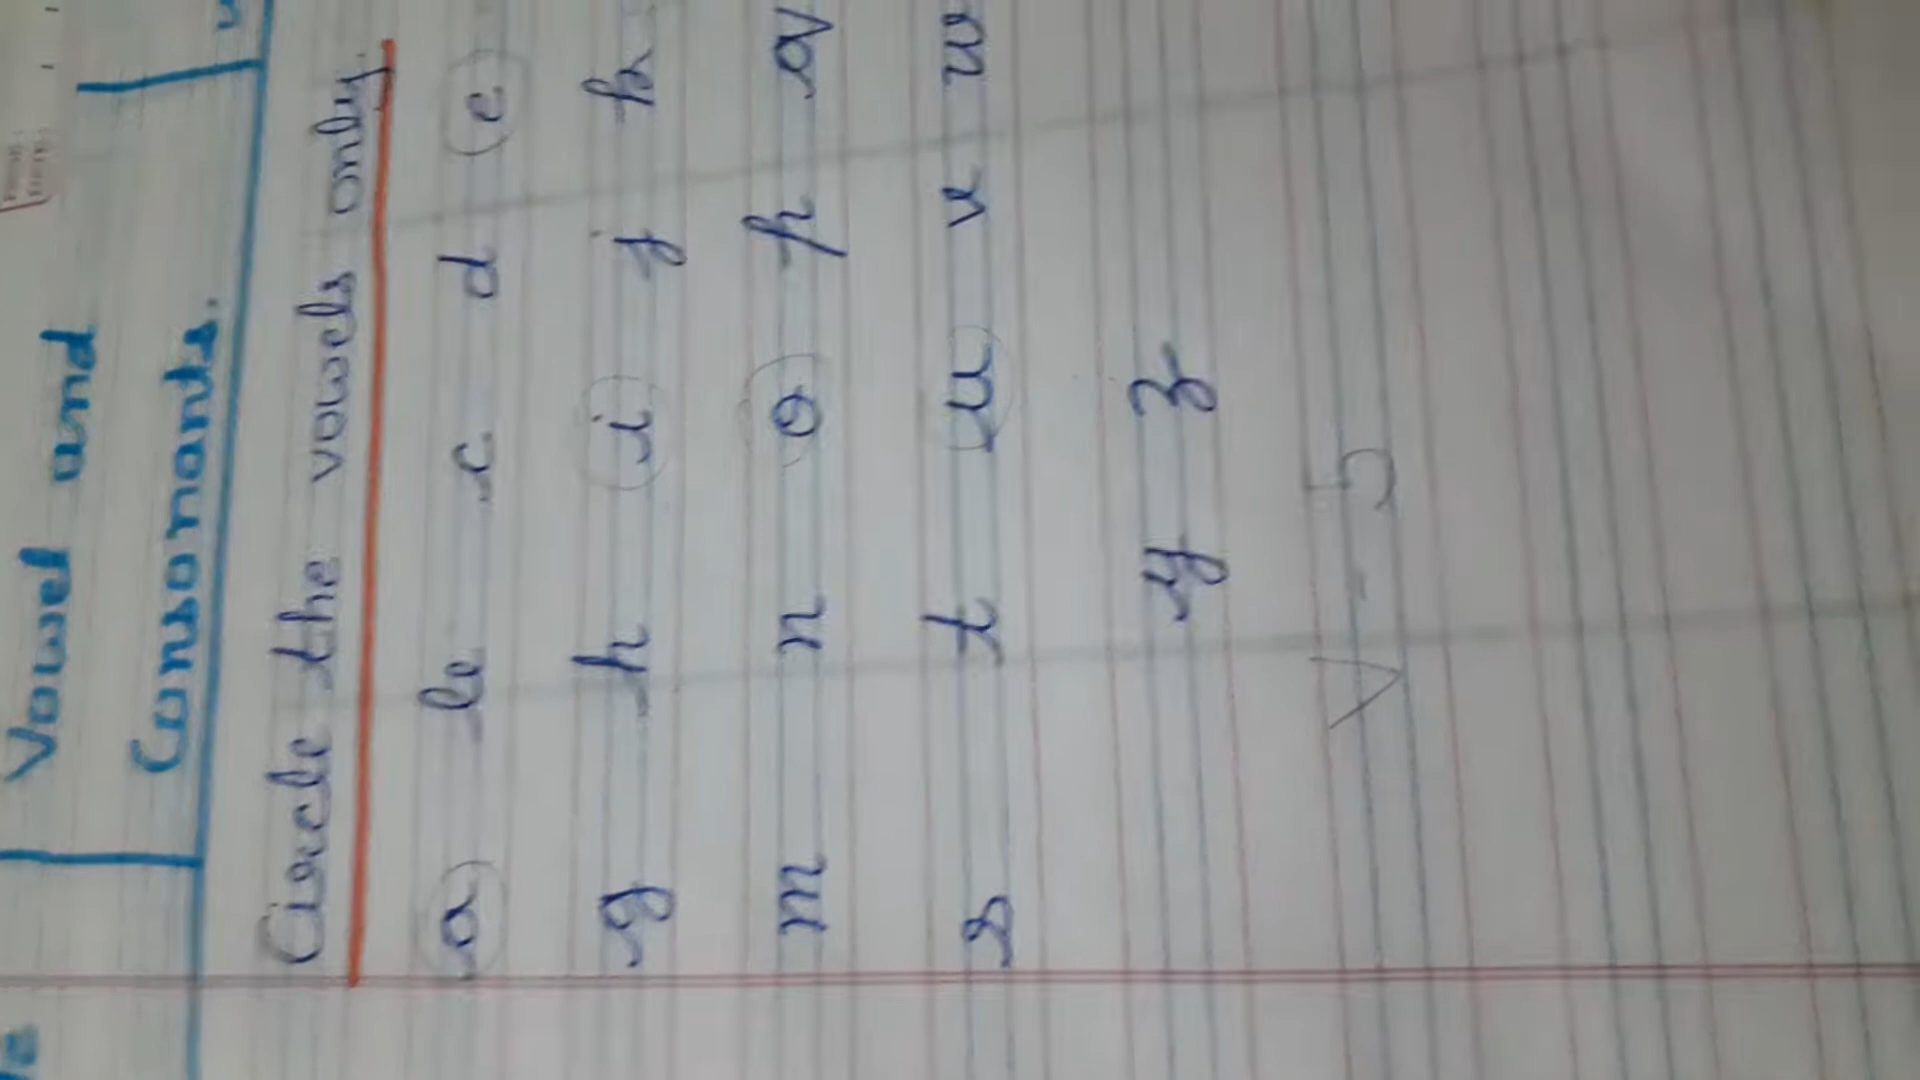 Vowel and
Consonants.
Circle the vowels only.
a b c d e
g h i j k
m n o p q
s t u v w
y z
V - 5